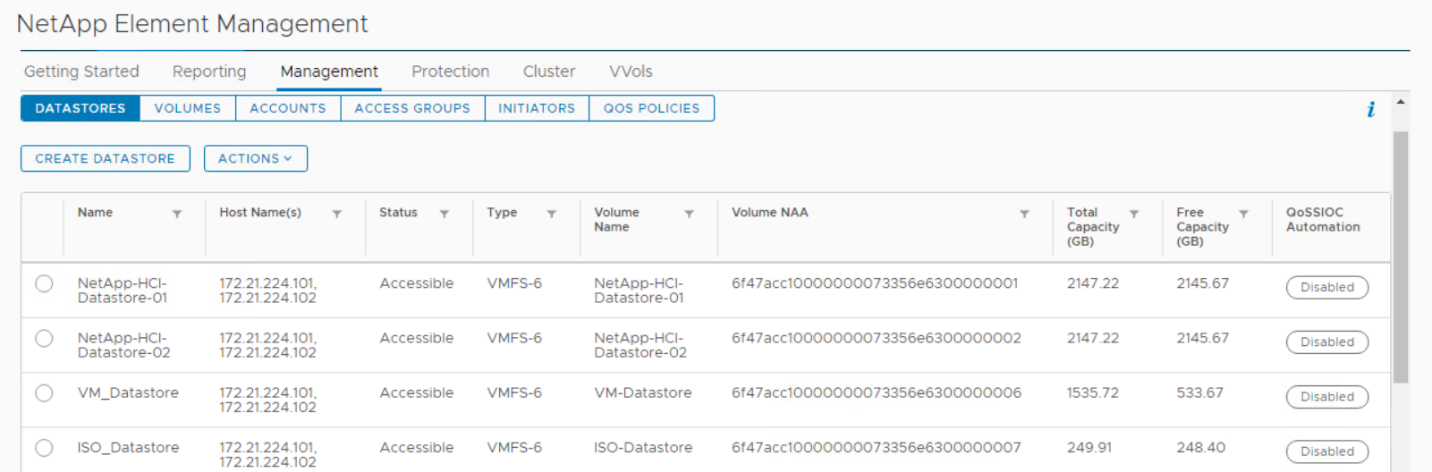 NetApp Element Management
Getting Started Reporting Management Protection Cluster VVols
DATASTORES VOLUMES ACCOUNTS ACCESS GROUPS INITIATORS QOS POLICIES
i
CREATE DATASTORE ACTIONS
Name Host Name(s) Status Type Volume Name Volume NAA Total Capacity (GB) Free Capacity (GB) QoSSIOC Automation
NetApp-HCI-Datastore-01 172.21.224.101, 172.21.224.102 Accessible VMFS-6 NetApp-HCI-Datastore-01 6f47acc10000000073356e6300000001 2147.22 2145.67 Disabled
NetApp-HCI-Datastore-02 172.21.224.101, 172.21.224.102 Accessible VMFS-6 NetApp-HCI-Datastore-02 6f47acc10000000073356e6300000002 2147.22 2145.67 Disabled
VM_Datastore 172.21.224.101, 172.21.224.102 Accessible VMFS-6 VM-Datastore 6f47acc10000000073356e6300000006 1535.72 533.67 Disabled
ISO_Datastore 172.21.224.101, 172.21.224.102 Accessible VMFS-6 ISO-Datastore 6f47acc10000000073356e6300000007 249.91 248.40 Disabled